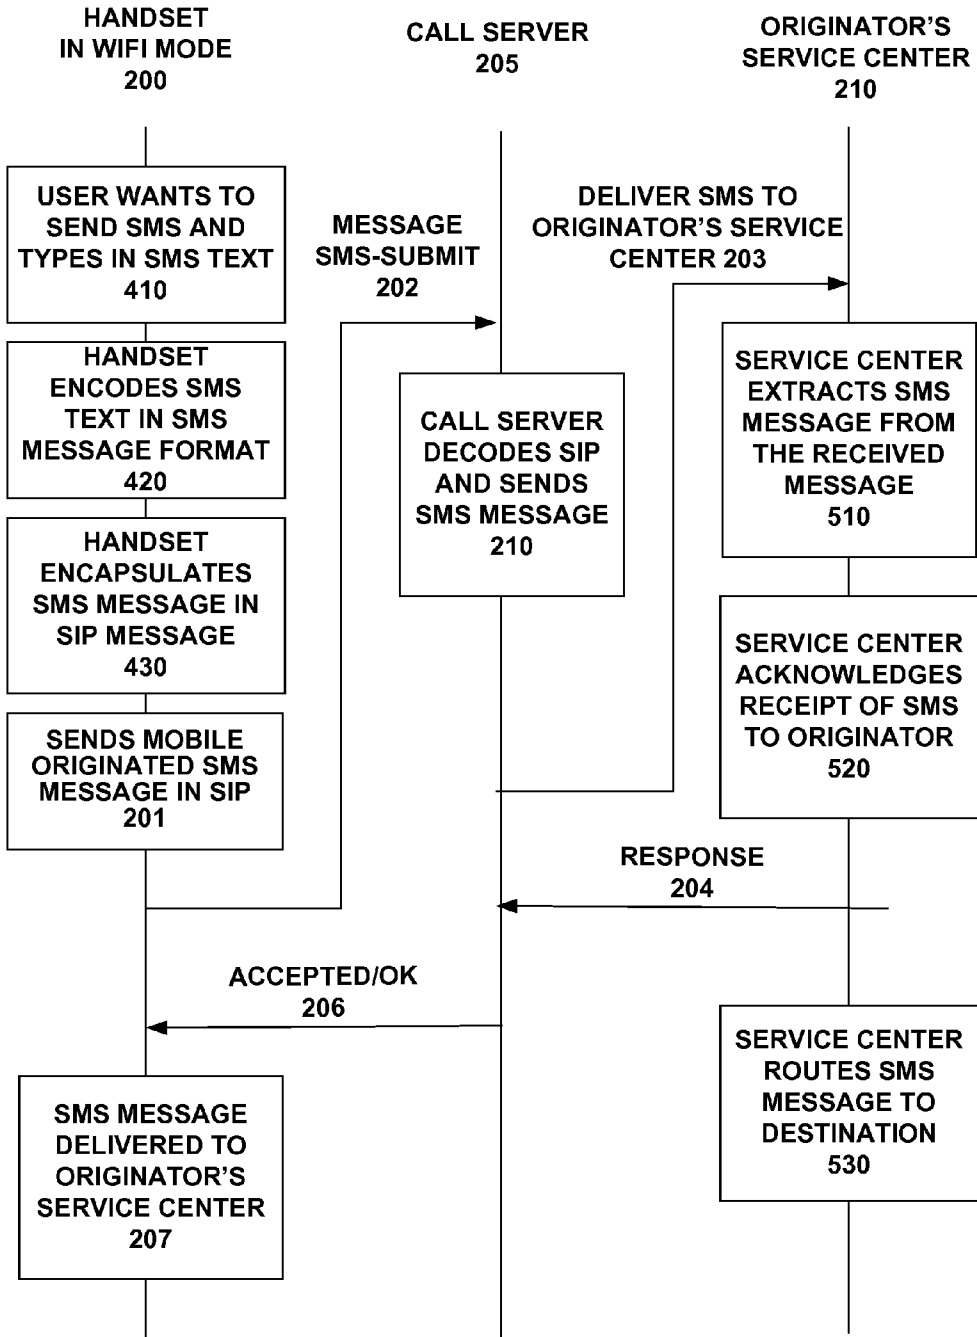 HANDSET
IN WIFI MODE
200
CALL SERVER
205
ORIGINATOR'S
SERVICE CENTER
210
USER WANTS TO
SEND SMS AND
TYPES IN SMS TEXT
410
HANDSET
ENCODES SMS
TEXT IN SMS
MESSAGE FORMAT
420
HANDSET
ENCAPSULATES
SMS MESSAGE IN
SIP MESSAGE
430
SENDS MOBILE
ORIGINATED SMS
MESSAGE IN SIP
201
MESSAGE
SMS-SUBMIT
202
CALL SERVER
DECODES SIP
AND SENDS
SMS MESSAGE
210
DELIVER SMS TO
ORIGINATOR'S SERVICE
CENTER 203
SERVICE CENTER
EXTRACTS SMS
MESSAGE FROM
THE RECEIVED
MESSAGE
510
SERVICE CENTER
ACKNOWLEDGES
RECEIPT OF SMS
TO ORIGINATOR
520
RESPONSE
204
ACCEPTED/OK
206
SERVICE CENTER
ROUTES SMS
MESSAGE TO
DESTINATION
530
SMS MESSAGE
DELIVERED TO
ORIGINATOR'S
SERVICE CENTER
207